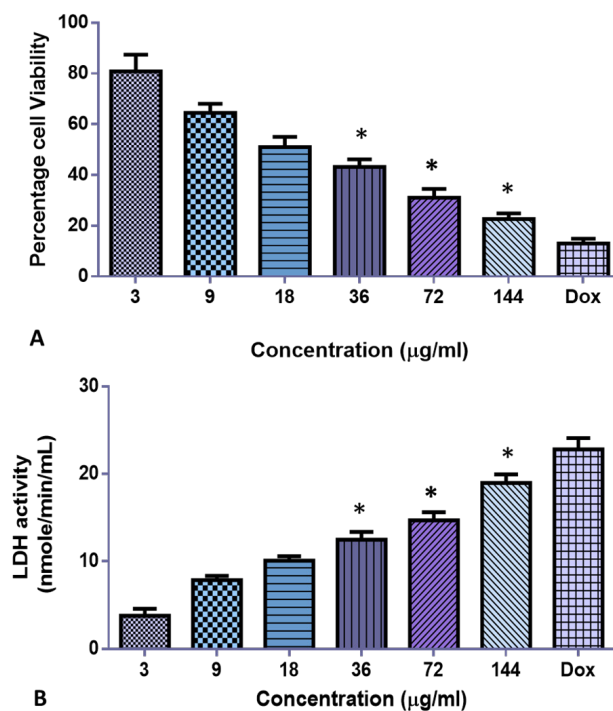 100
80
60
40
20
0
Percentage cell Viability
*
*
*
3 9 18 36 72 144 Dox
A
Concentration (μg/ml)
30
20
10
0
LDH activity
(nmole/min/mL)
*
*
*
3 9 18 36 72 144 Dox
B
Concentration (μg/ml)